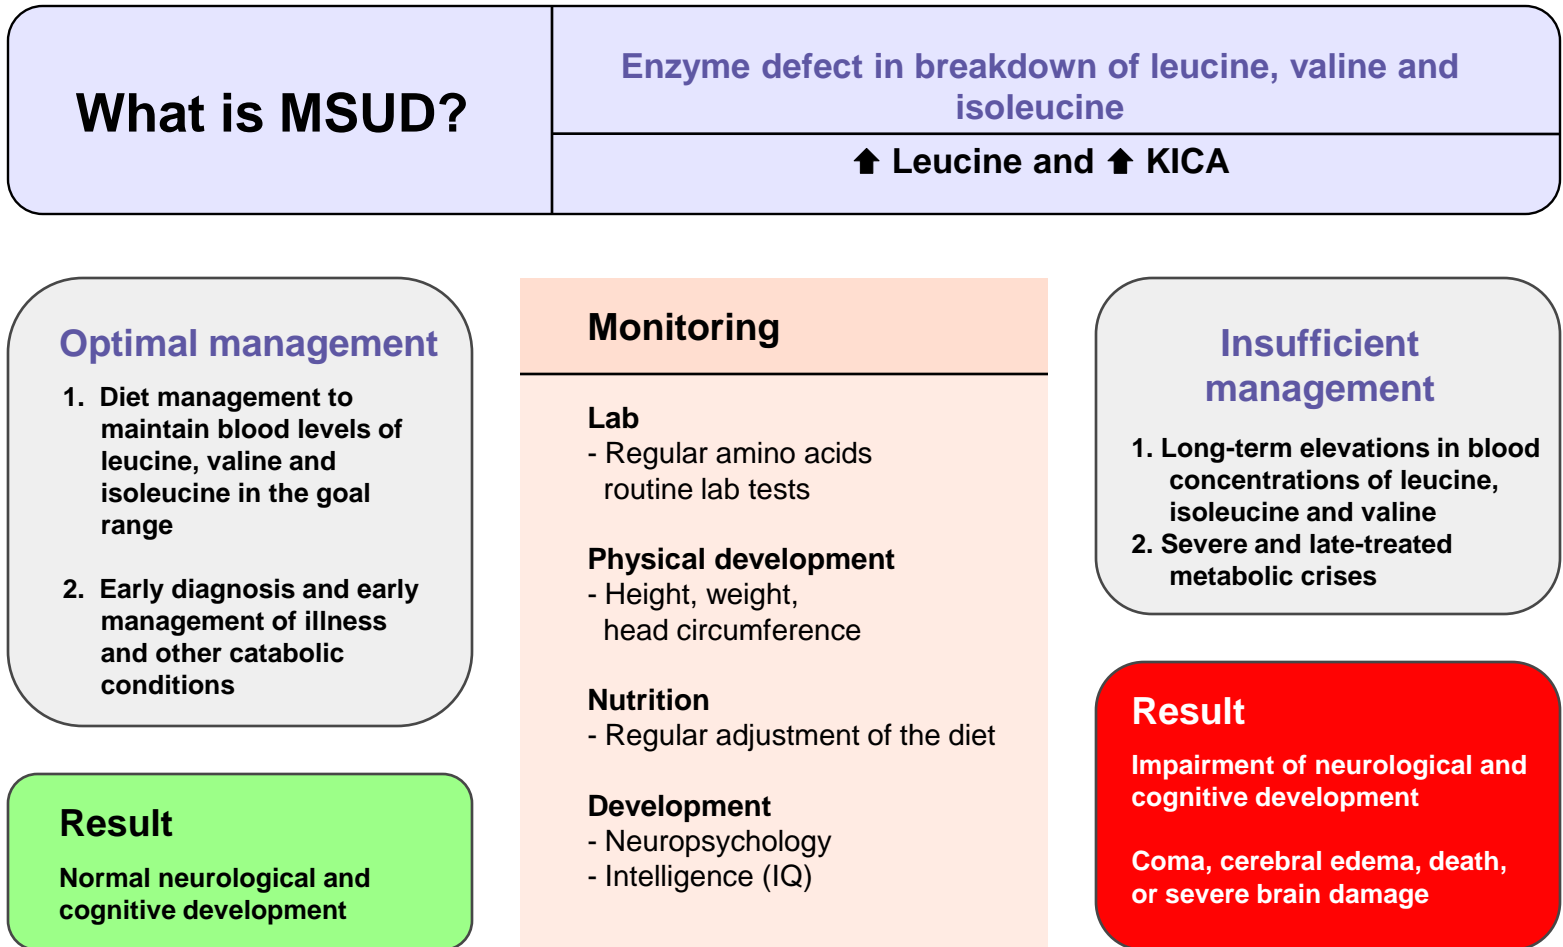 What is MSUD?
Enzyme defect in breakdown of leucine, valine and
isoleucine
⬆ Leucine and ⬆ KICA
Optimal management
1. Diet management to
maintain blood levels of
leucine, valine and
isoleucine in the goal
range
2. Early diagnosis and early
management of illness
and other catabolic
conditions
Result
Normal neurological and
cognitive development
Monitoring
Lab
- Regular amino acids
routine lab tests
Physical development
- Height, weight,
head circumference
Nutrition
- Regular adjustment of the diet
Development
- Neuropsychology
- Intelligence (IQ)
Insufficient
management
1. Long-term elevations in blood
concentrations of leucine,
isoleucine and valine
2. Severe and late-treated
metabolic crises
Result
Impairment of neurological and
cognitive development
Coma, cerebral edema, death,
or severe brain damage